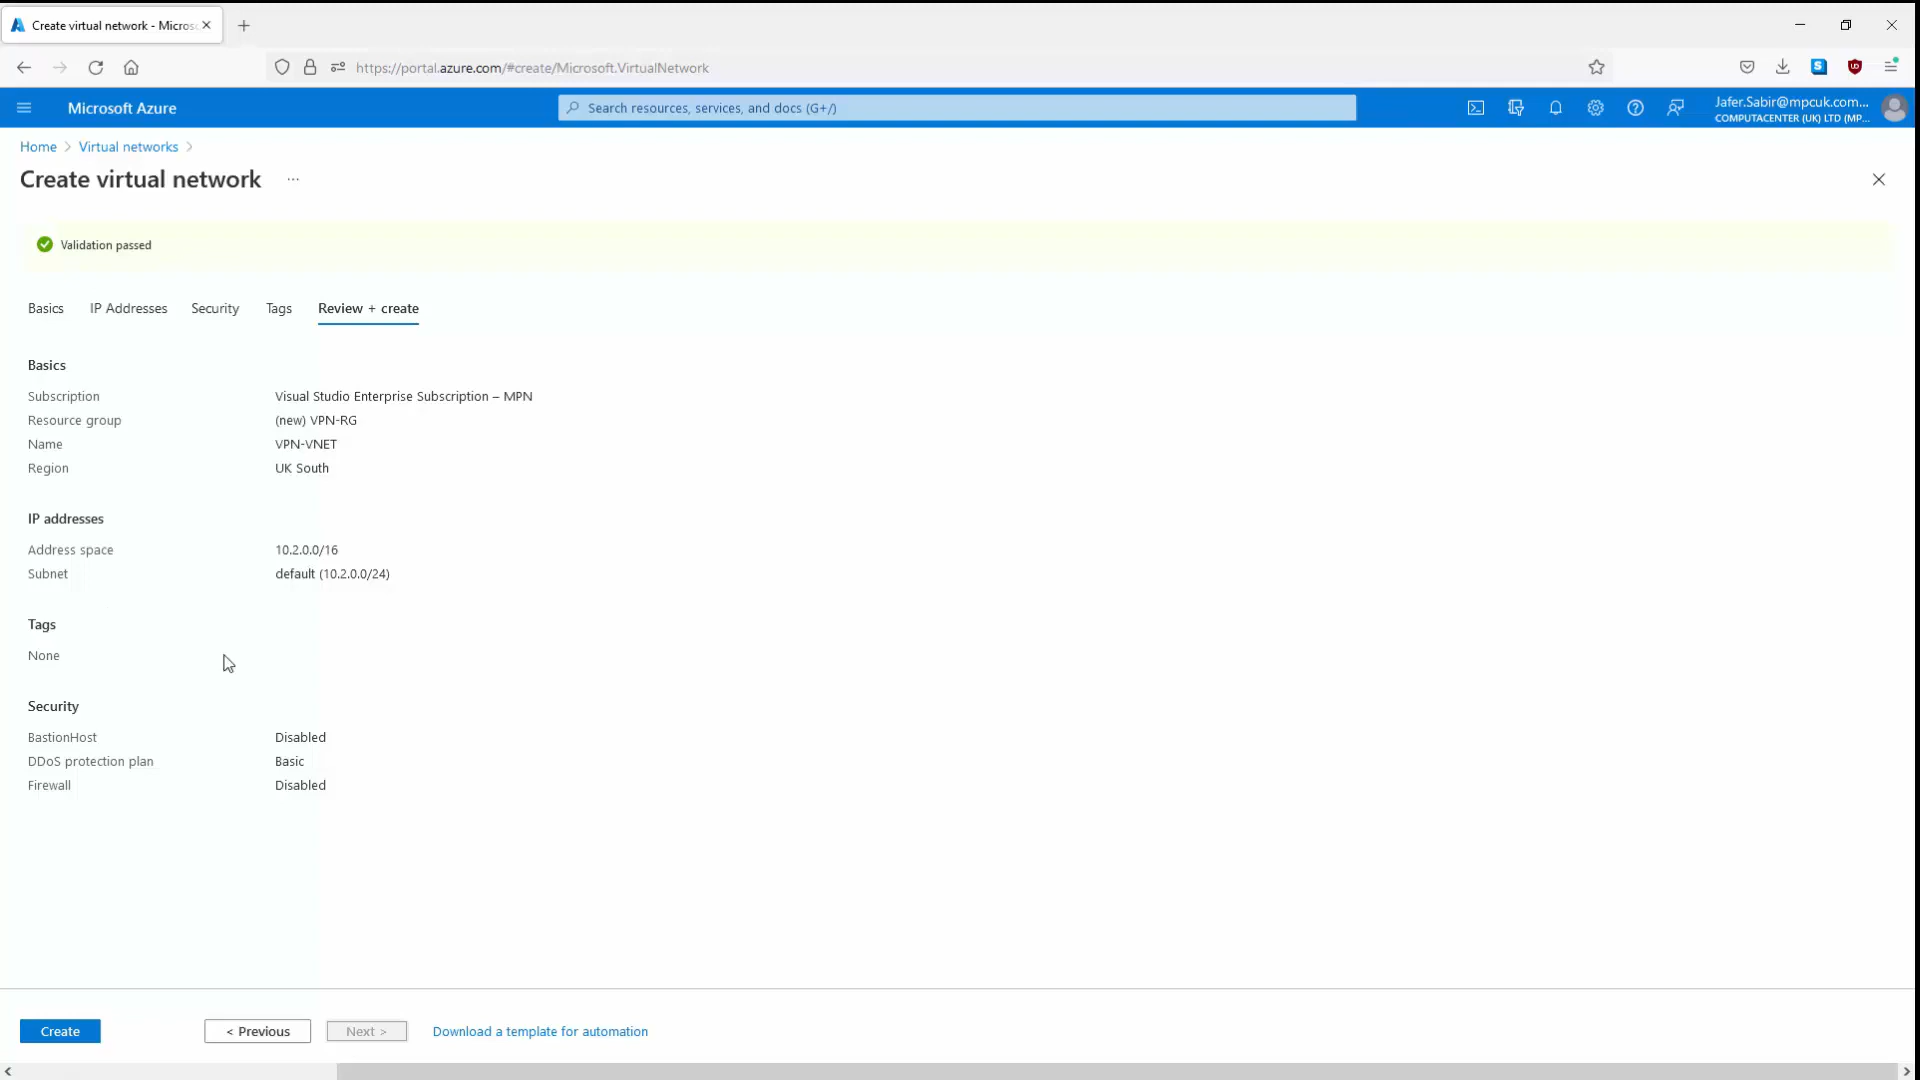 Create virtual network - Micros
https://portal.azure.com/#create/Microsoft.VirtualNetwork
Microsoft Azure
Search resources, services, and docs (G+/)
Jafer.Sabir@mpcuk.com...
COMPUTACENTER (UK) LTD (MP...
Home > Virtual networks >
Create virtual network ...
Validation passed
Basics IP Addresses Security Tags Review + create
Basics
Subscription Visual Studio Enterprise Subscription – MPN
Resource group (new) VPN-RG
Name VPN-VNET
Region UK South
IP addresses
Address space 10.2.0.0/16
Subnet default (10.2.0.0/24)
Tags
None
Security
BastionHost Disabled
DDoS protection plan Basic
Firewall Disabled
Create < Previous Next > Download a template for automation